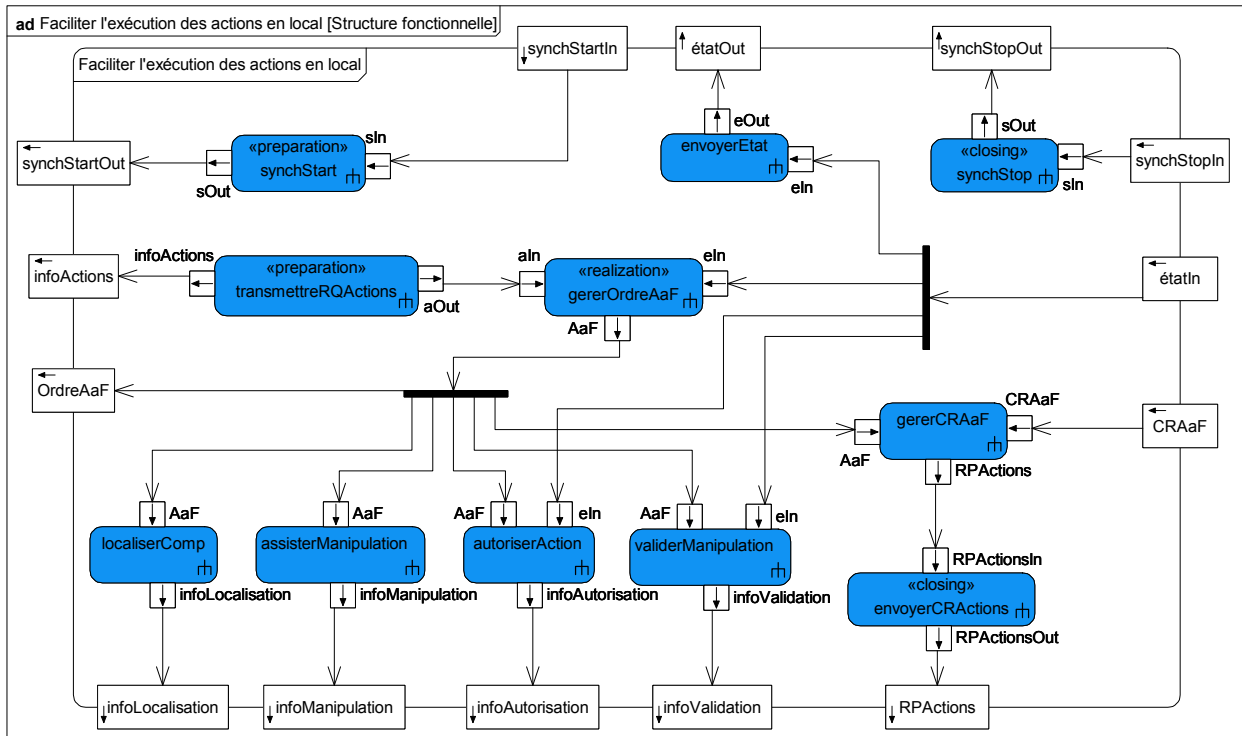 ad Faciliter l'exécution des actions en local [Structure fonctionnelle]
Faciliter l'exécution des actions en local
synchStartIn
étatOut
synchStopOut
synchStartOut
«preparation»
synchStart
sIn
sOut
eOut
envoyerEtat
eIn
sOut
«closing»
synchStop
sIn
synchStopIn
infoActions
infoActions
«preparation»
transmettreRQActions
aOut
aIn
«realization»
gererOrdreAaF
eIn
AaF
étatIn
OrdreAaF
CRAaF
gererCRAaF
AaF
RPActions
CRAaF
AaF
localiserComp
infoLocalisation
AaF
assisterManipulation
infoManipulation
AaF
eIn
autoriserAction
infoAutorisation
AaF
eIn
validerManipulation
infoValidation
RPActionsIn
«closing»
envoyerCRActions
RPActionsOut
infoLocalisation
infoManipulation
infoAutorisation
infoValidation
RPActions